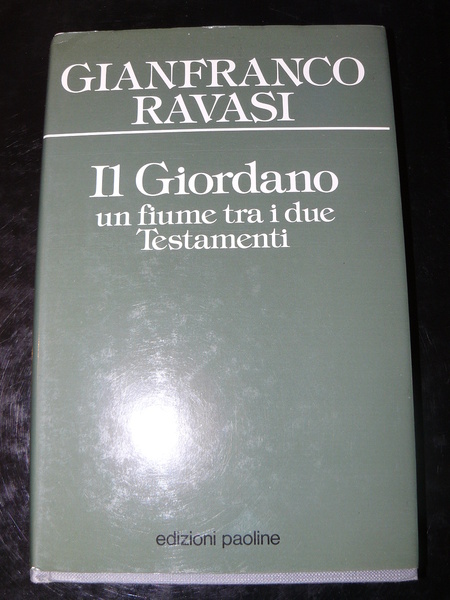 GIANFRANCO
RAVASI
Il Giordano
un fiume tra i due
Testamenti
edizioni paoline